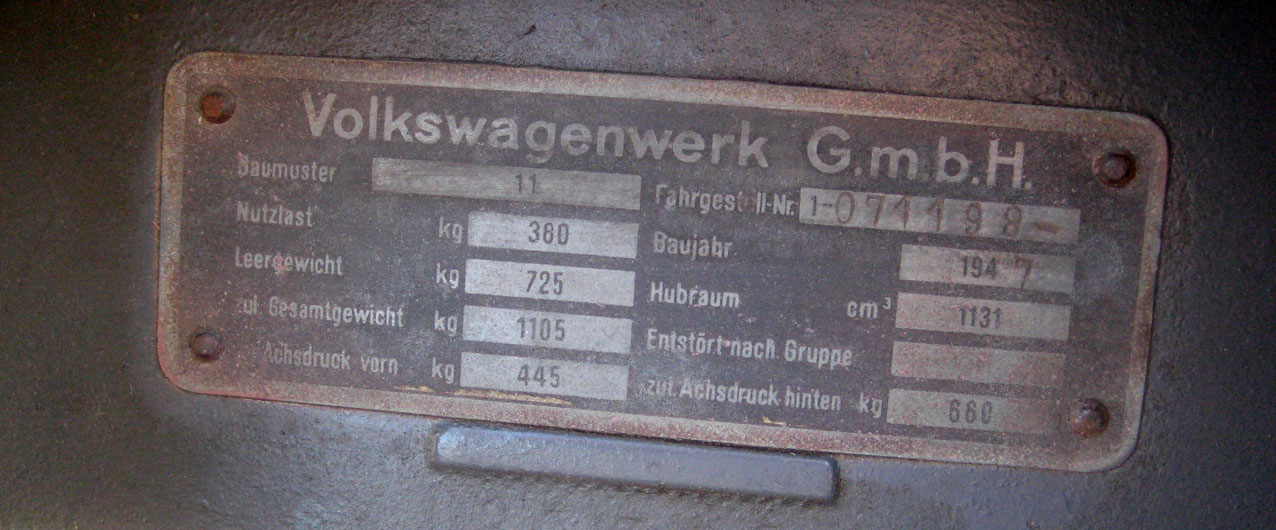 Volkswagenwerk G.m.b.H.
Baumuster 11 Fahrgestell-Nr. 1-071198-
Nutzlast kg 380 Baujahr 1947
Leergewicht kg 725 Hubraum cm³ 1131
zul Gesamtgewicht kg 1105 Entstört nach Gruppe
Achsdruck vorn kg 445 zul. Achsdruck hinten kg 660